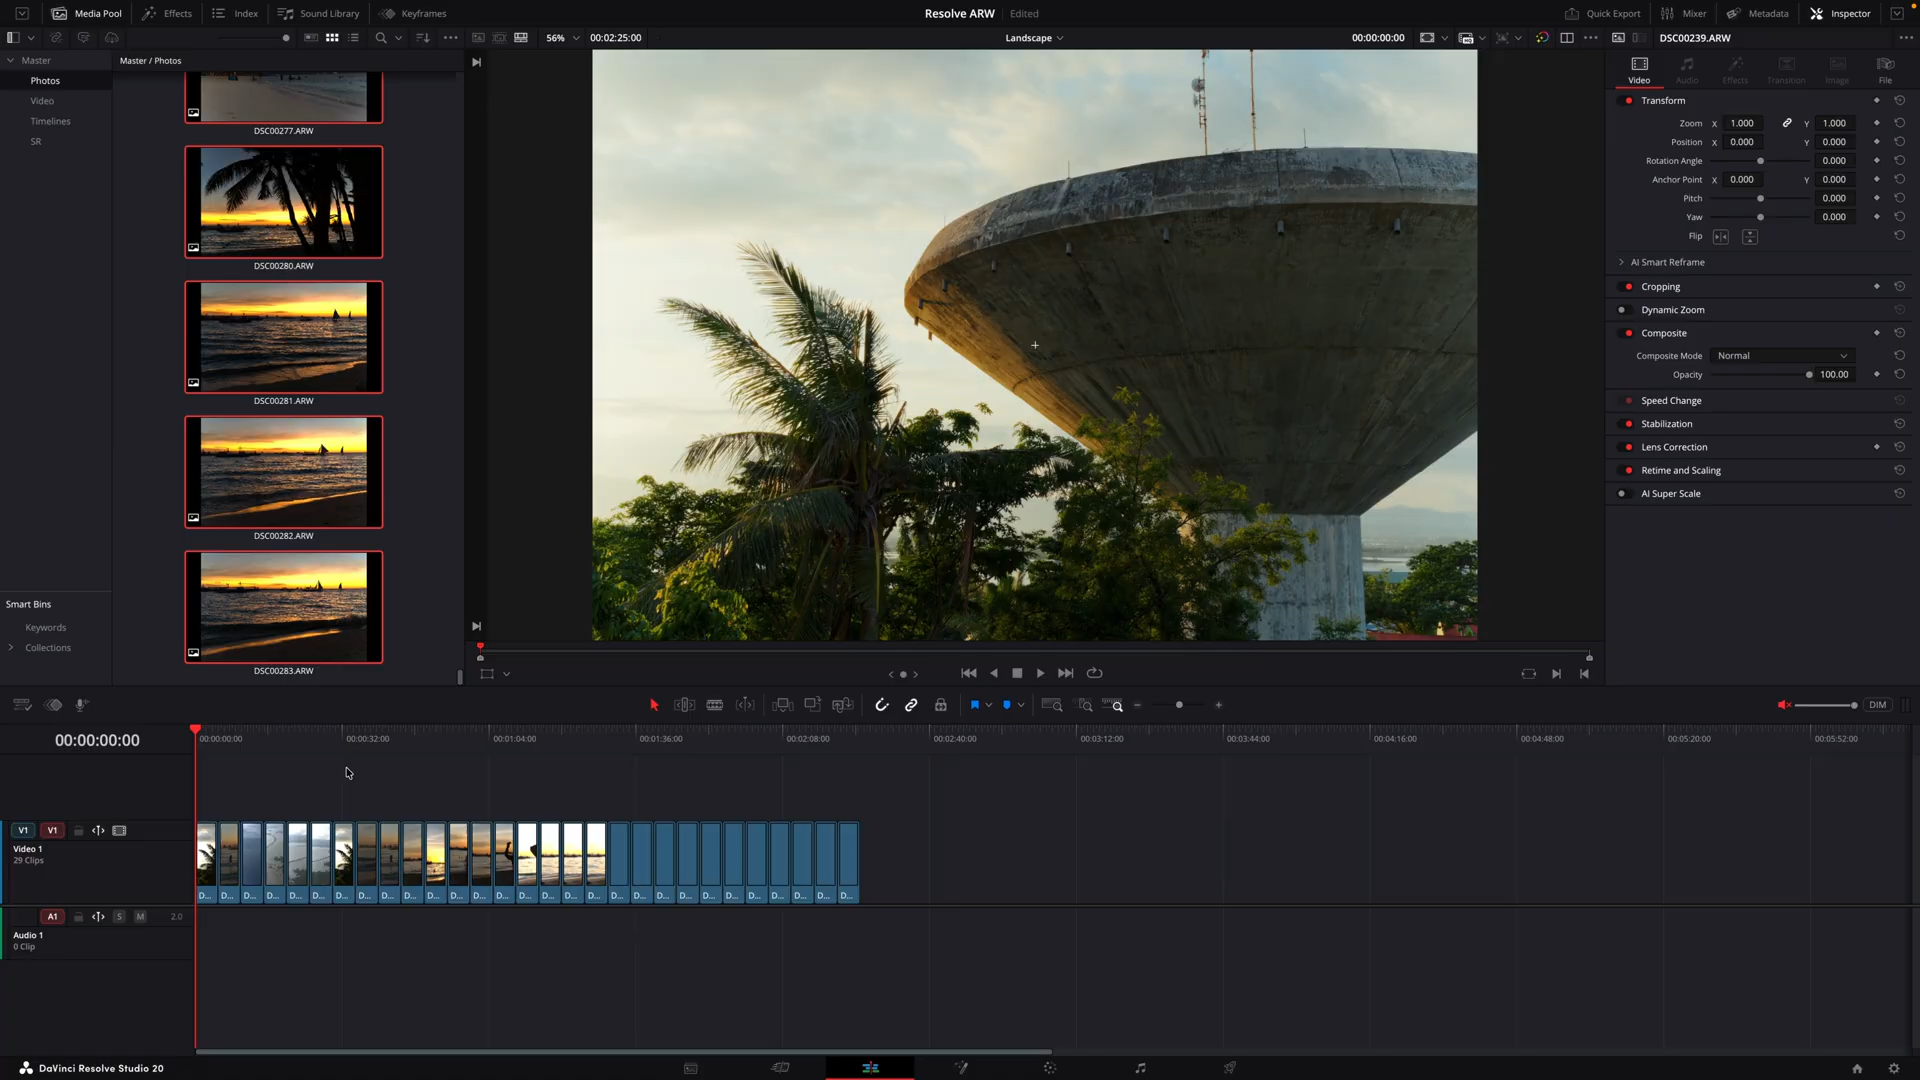 Media Pool
Effects
Index
Sound Library
Keyframes
Resolve ARW
Edited
Quick Export
Mixer
Metadata
Inspector
56%
00:02:25:00
Landscape
00:00:00:00
DSC00239.ARW
Master
Photos
Video
Timelines
SR
Smart Bins
Keywords
Collections
Master / Photos
DSC00277.ARW
DSC00280.ARW
DSC00281.ARW
DSC00282.ARW
DSC00283.ARW
Video
Audio
Effects
Transition
Image
File
Transform
Zoom X 1.000 Y 1.000
Position X 0.000 Y 0.000
Rotation Angle 0.000
Anchor Point X 0.000 Y 0.000
Pitch 0.000
Yaw 0.000
Flip
AI Smart Reframe
Cropping
Dynamic Zoom
Composite
Composite Mode Normal
Opacity 100.00
Speed Change
Stabilization
Lens Correction
Retime and Scaling
AI Super Scale
DIM
00:00:00:00
00:00:00:00
00:00:32:00
00:01:04:00
00:01:36:00
00:02:08:00
00:02:40:00
00:03:12:00
00:03:44:00
00:04:16:00
00:04:48:00
00:05:20:00
00:05:52:00
V1 V1
Video 1
29 Clips
D... D... D... D... D... D... D... D... D... D... D... D... D... D... D... D... D... D... D... D... D... D... D... D... D... D... D... D... D...
A1 S M 2.0
Audio 1
0 Clip
DaVinci Resolve Studio 20